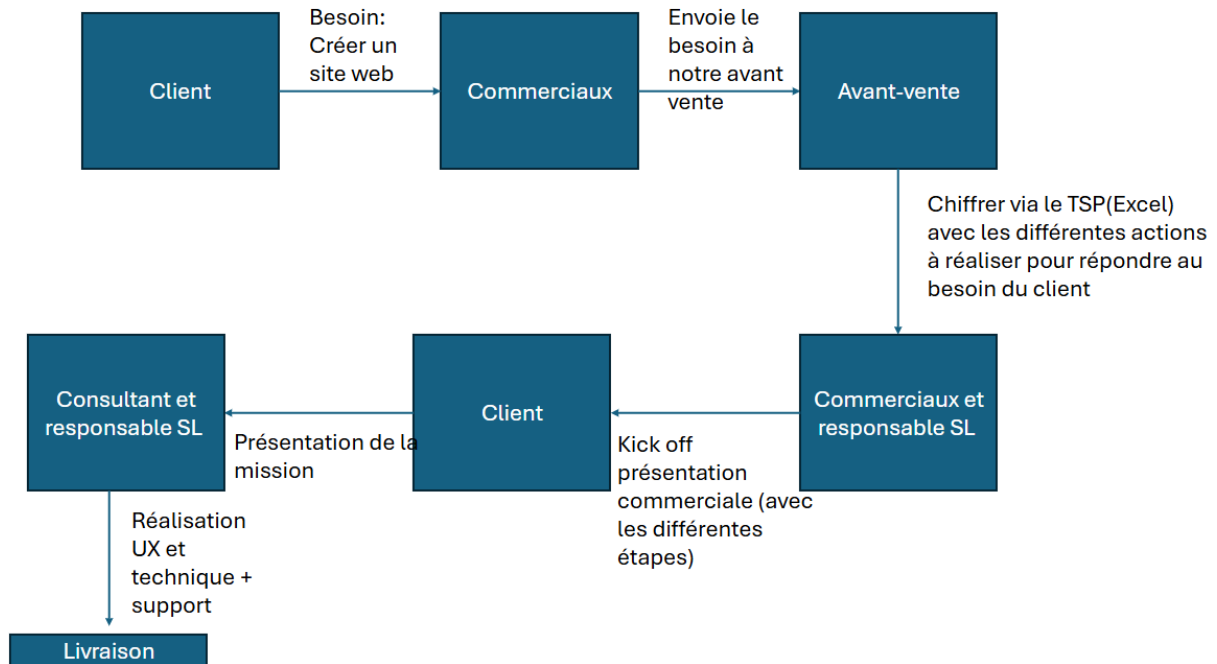 Client
Besoin:
Créer un
site web
Commerciaux
Envoie le
besoin à
notre avant
vente
Avant-vente
Chiffrer via le TSP(Excel)
avec les différentes actions
à réaliser pour répondre au
besoin du client
Commerciaux et
responsable SL
Kick off
présentation
commerciale (avec
les différentes
étapes)
Client
Présentation de la
mission
Consultant et
responsable SL
Réalisation
UX et
technique +
support
Livraison